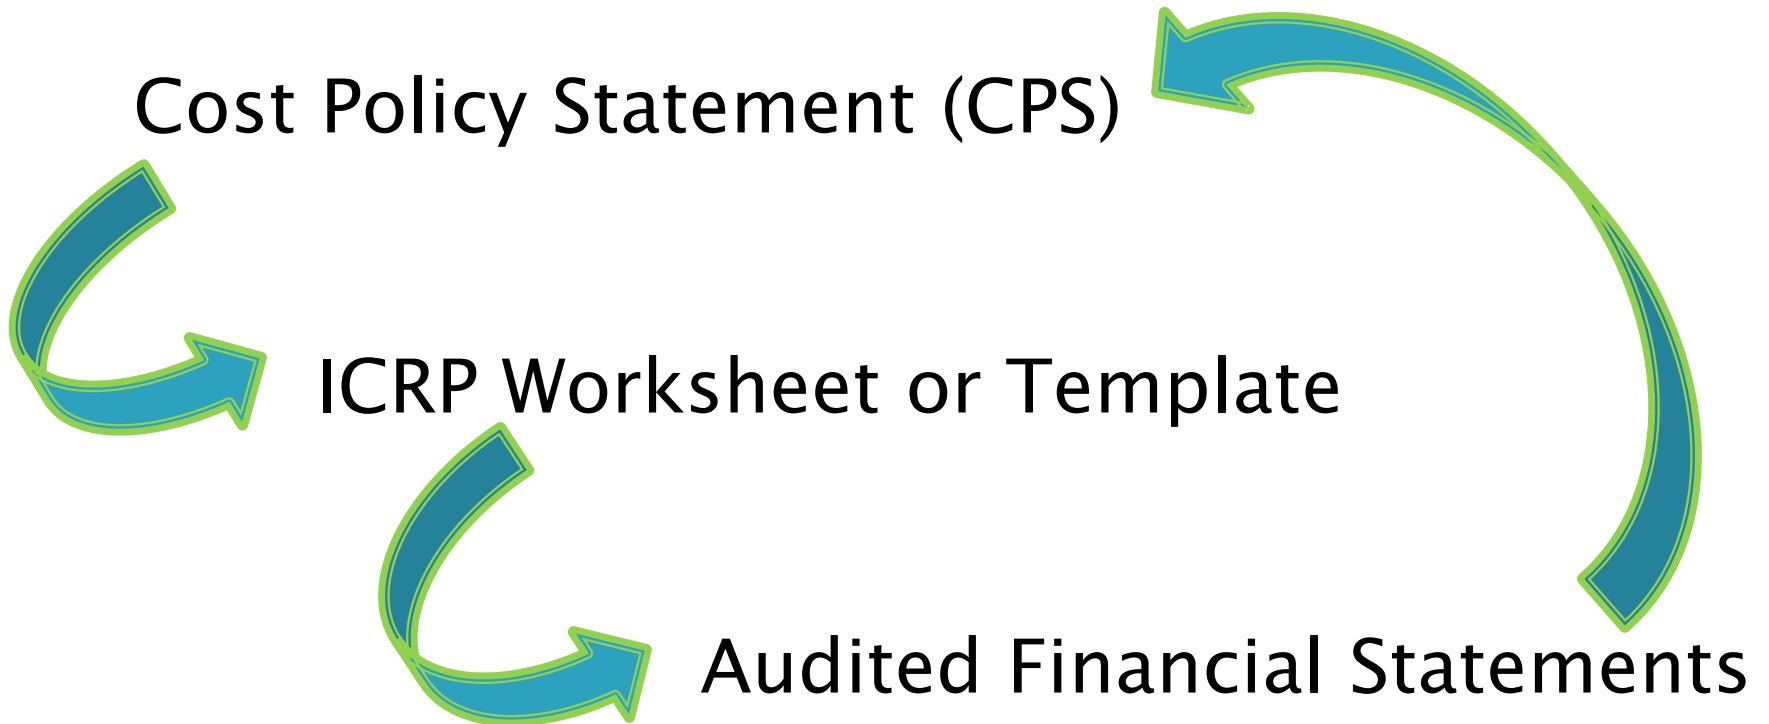 Cost Policy Statement (CPS)
ICRP Worksheet or Template
Audited Financial Statements